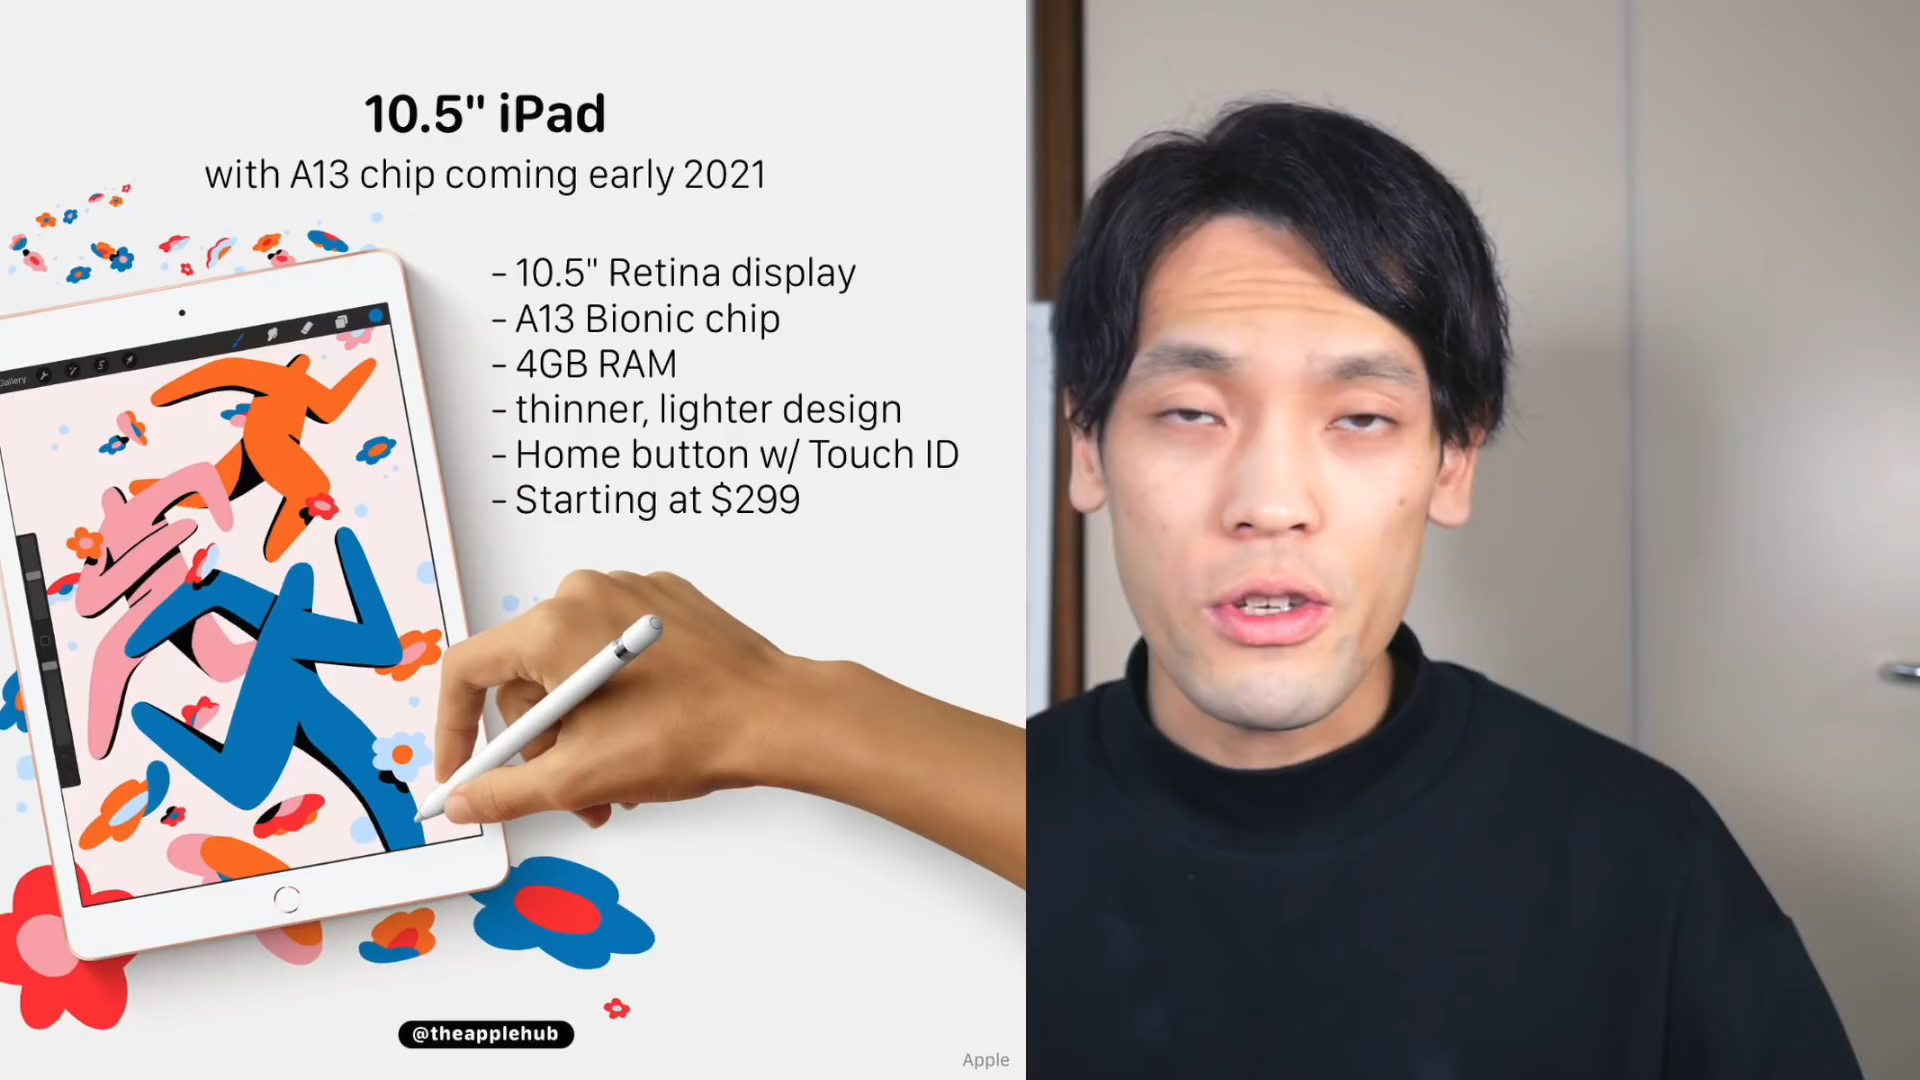 10.5" iPad
with A13 chip coming early 2021
- 10.5" Retina display
- A13 Bionic chip
- 4GB RAM
- thinner, lighter design
- Home button w/ Touch ID
- Starting at $299
Gallery
@theapplehub
Apple